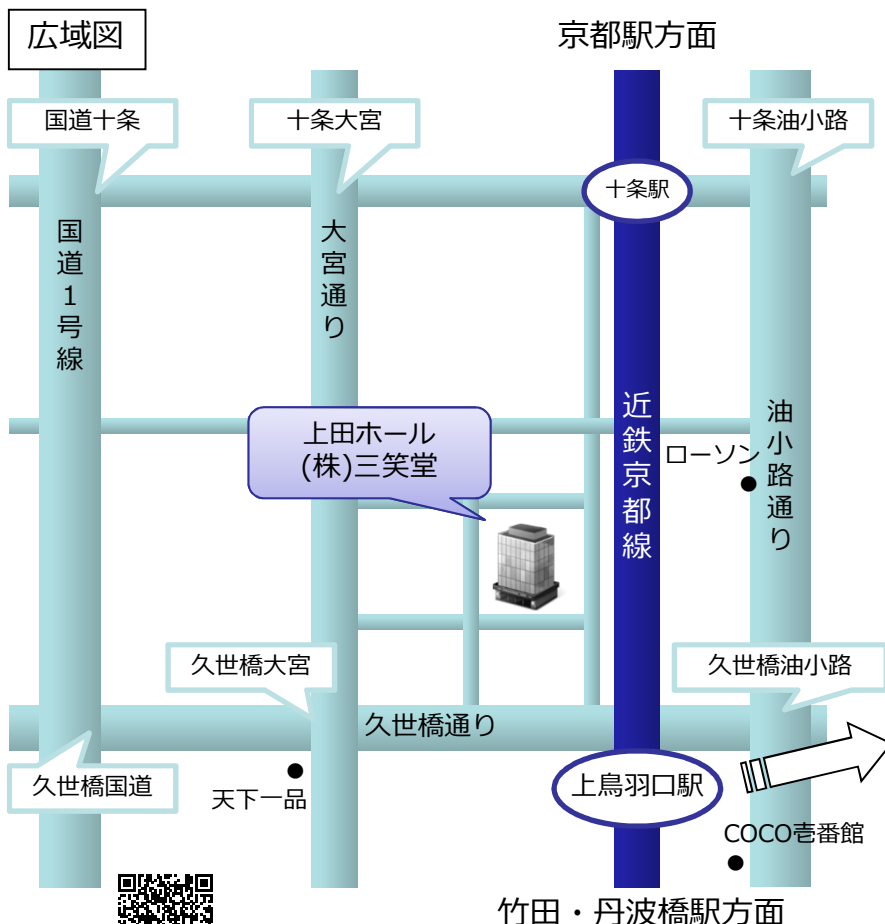 広域図
京都駅方面
国道十条
十条大宮
十条油小路
十条駅
国道1号線
大宮通り
近鉄京都線
油小路通り
上田ホール
(株)三笑堂
ローソン
久世橋大宮
久世橋油小路
久世橋通り
久世橋国道
天下一品
上鳥羽口駅
COCO壱番館
竹田・丹波橋駅方面